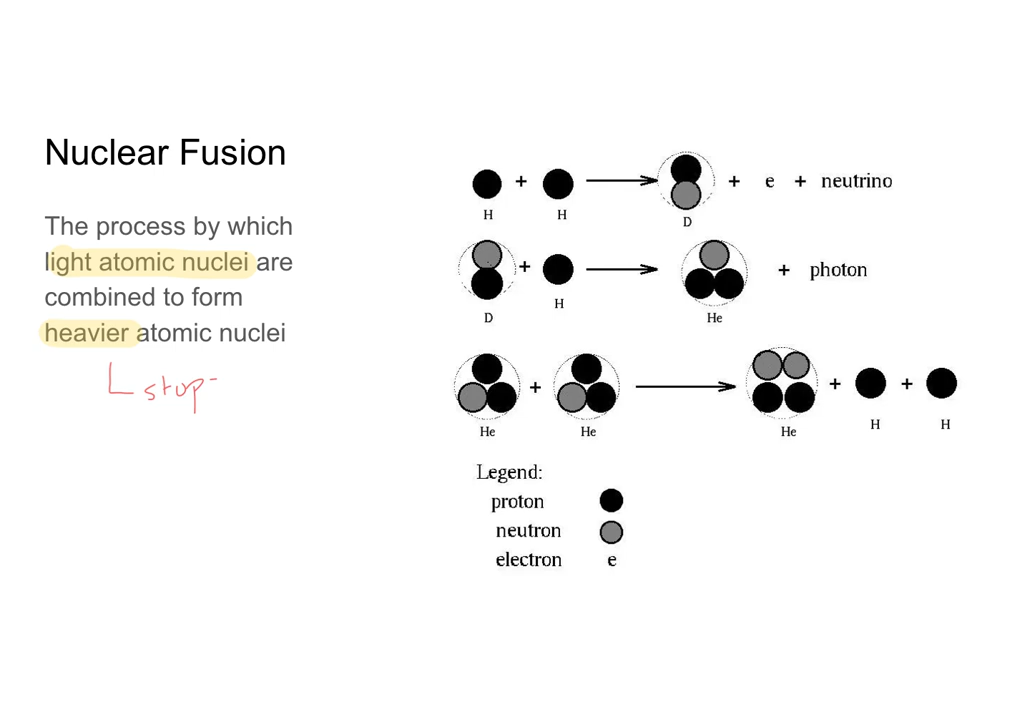 Nuclear Fusion
The process by which
light atomic nuclei are
combined to form
heavier atomic nuclei
stop-
+ + e + neutrino
H H D
+ + photon
D H He
+ + +
He He He H H
Legend:
proton
neutron
electron e